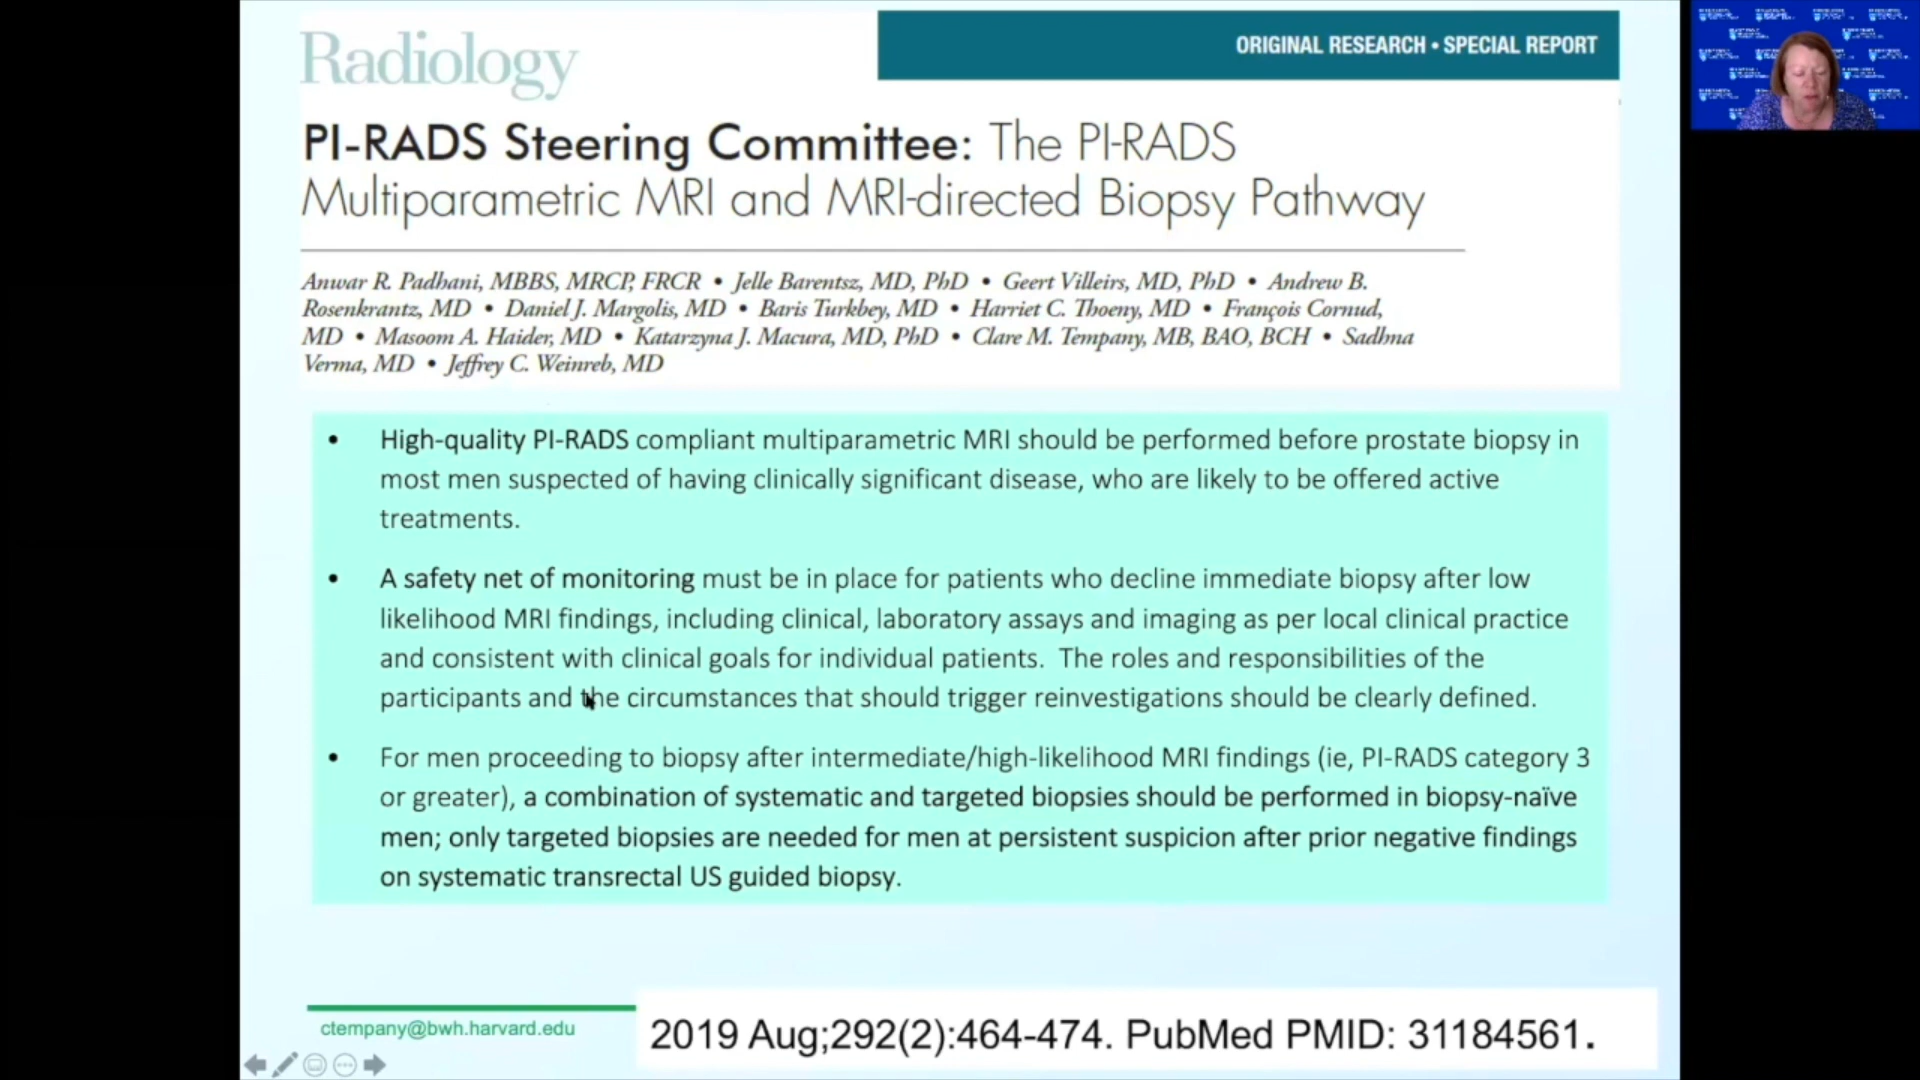 Radiology
ORIGINAL RESEARCH • SPECIAL REPORT
PI-RADS Steering Committee: The PI-RADS
Multiparametric MRI and MRI-directed Biopsy Pathway
Anwar R. Padhani, MBBS, MRCP, FRCR • Jelle Barentsz, MD, PhD • Geert Villeirs, MD, PhD • Andrew B.
Rosenkrantz, MD • Daniel J. Margolis, MD • Baris Turkbey, MD • Harriet C. Thoeny, MD • François Cornud,
MD • Masoom A. Haider, MD • Katarzyna J. Macura, MD, PhD • Clare M. Tempany, MB, BAO, BCH • Sadhna
Verma, MD • Jeffrey C. Weinreb, MD
• High-quality PI-RADS compliant multiparametric MRI should be performed before prostate biopsy in
most men suspected of having clinically significant disease, who are likely to be offered active
treatments.
• A safety net of monitoring must be in place for patients who decline immediate biopsy after low
likelihood MRI findings, including clinical, laboratory assays and imaging as per local clinical practice
and consistent with clinical goals for individual patients. The roles and responsibilities of the
participants and the circumstances that should trigger reinvestigations should be clearly defined.
• For men proceeding to biopsy after intermediate/high-likelihood MRI findings (ie, PI-RADS category 3
or greater), a combination of systematic and targeted biopsies should be performed in biopsy-naïve
men; only targeted biopsies are needed for men at persistent suspicion after prior negative findings
on systematic transrectal US guided biopsy.
ctempany@bwh.harvard.edu
2019 Aug;292(2):464-474. PubMed PMID: 31184561.